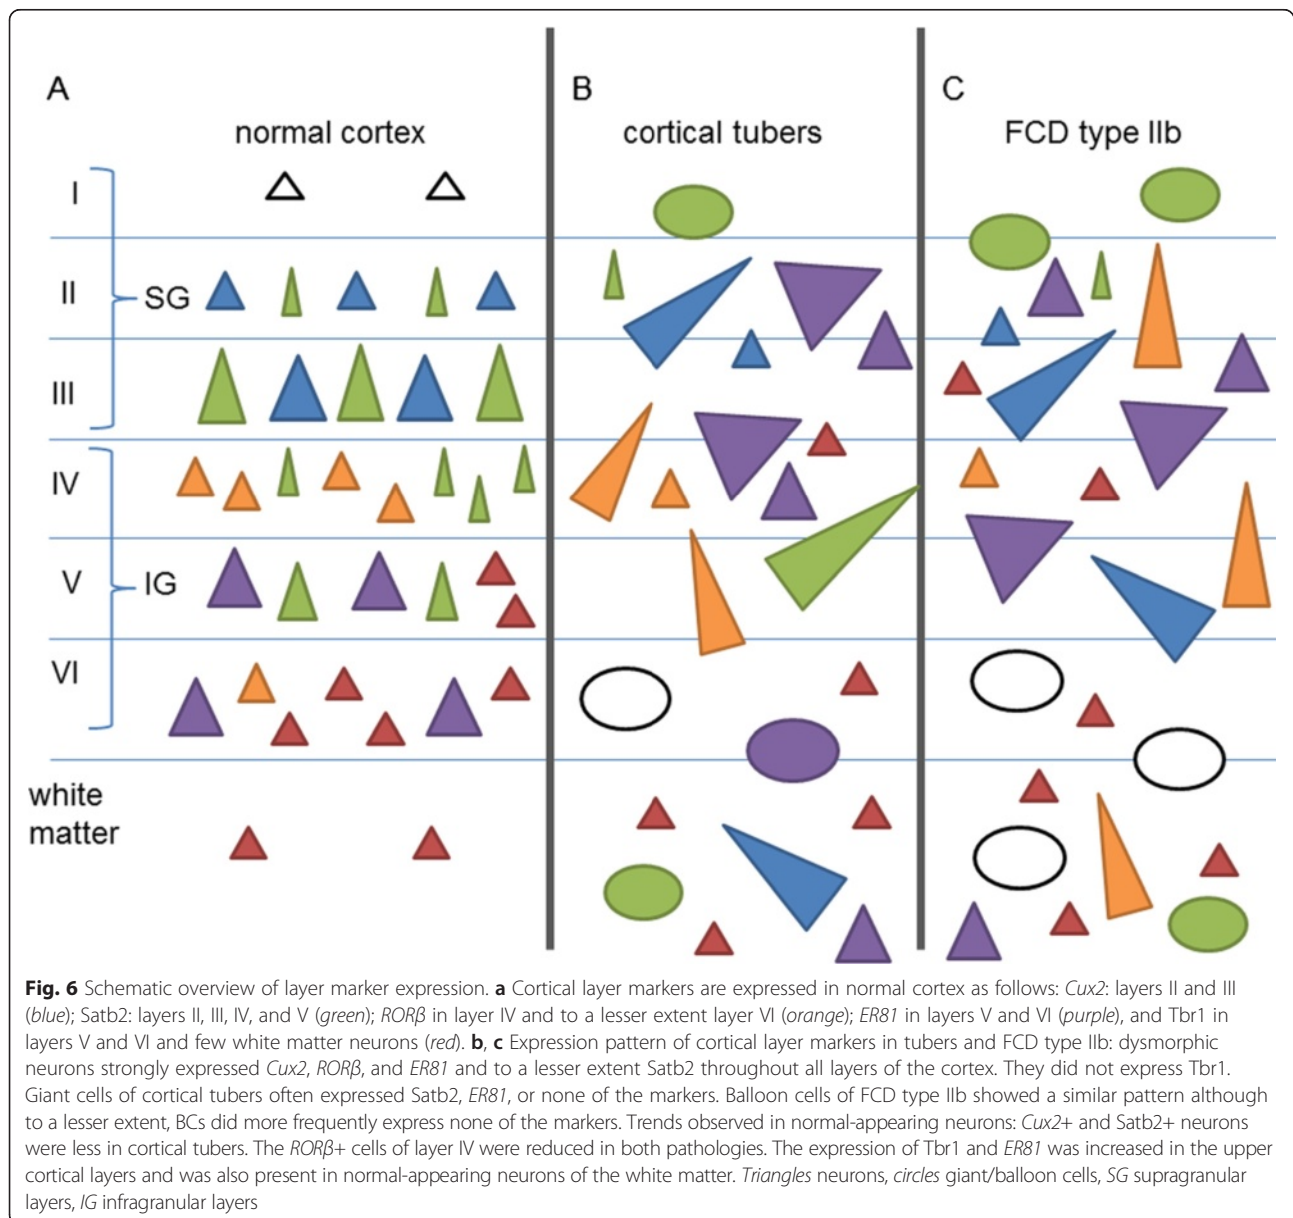 A
B
C
normal cortex
cortical tubers
FCD type IIb
I
II
SG
III
IV
V
IG
VI
white
matter
Fig. 6 Schematic overview of layer marker expression. a Cortical layer markers are expressed in normal cortex as follows: Cux2: layers II and III
(blue); Satb2: layers II, III, IV, and V (green); RORβ in layer IV and to a lesser extent layer VI (orange); ER81 in layers V and VI (purple), and Tbr1 in
layers V and VI and few white matter neurons (red). b, c Expression pattern of cortical layer markers in tubers and FCD type IIb: dysmorphic
neurons strongly expressed Cux2, RORβ, and ER81 and to a lesser extent Satb2 throughout all layers of the cortex. They did not express Tbr1.
Giant cells of cortical tubers often expressed Satb2, ER81, or none of the markers. Balloon cells of FCD type IIb showed a similar pattern although
to a lesser extent, BCs did more frequently express none of the markers. Trends observed in normal-appearing neurons: Cux2+ and Satb2+ neurons
were less in cortical tubers. The RORβ+ cells of layer IV were reduced in both pathologies. The expression of Tbr1 and ER81 was increased in the upper
cortical layers and was also present in normal-appearing neurons of the white matter. Triangles neurons, circles giant/balloon cells, SG supragranular
layers, IG infragranular layers